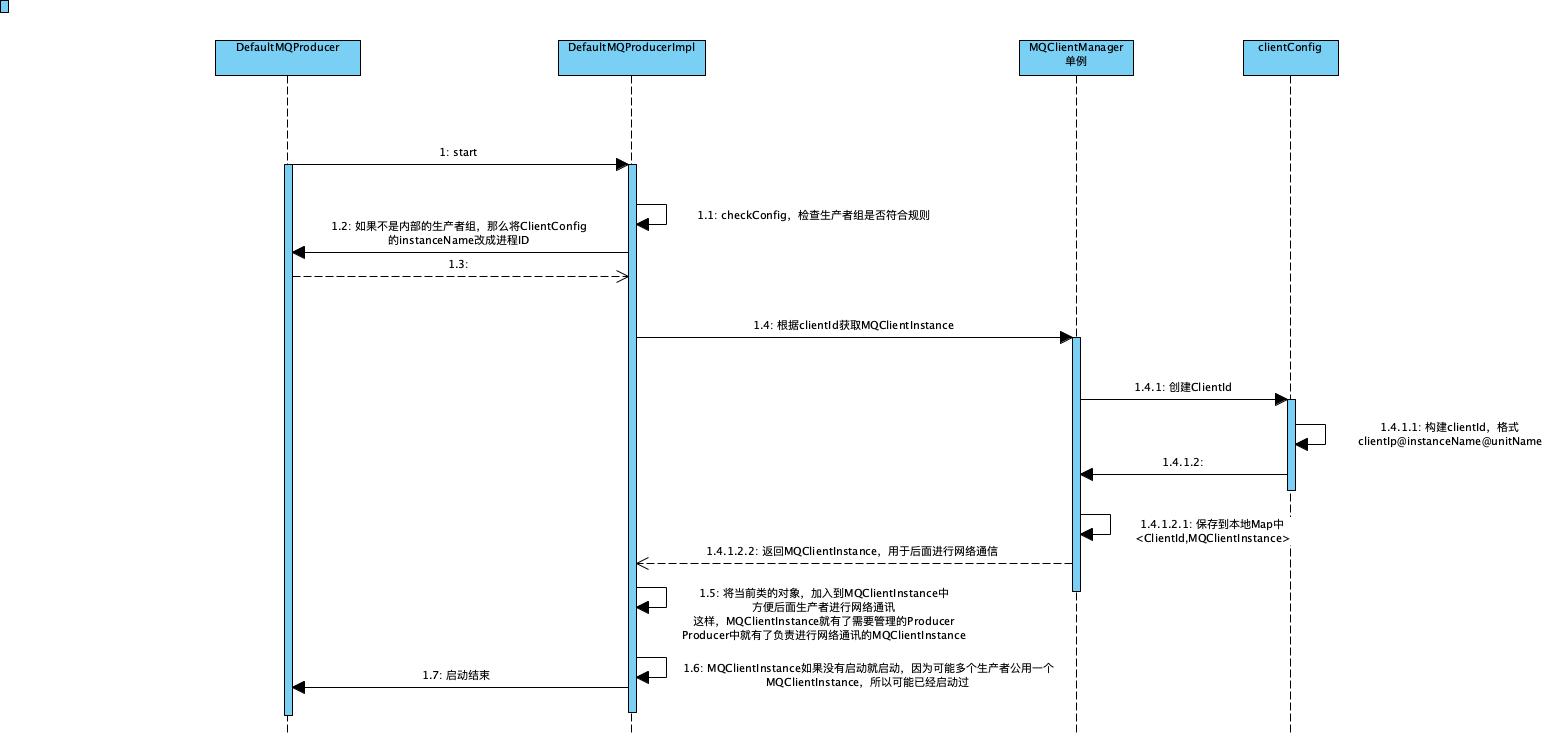 DefaultMQProducer
DefaultMQProducerImpl
MQClientManager
单例
clientConfig
1: start
1.1: checkConfig，检查生产者组是否符合规则
1.2: 如果不是内部的生产者组，那么将ClientConfig
的instanceName改成进程ID
1.3:
1.4: 根据clientId获取MQClientInstance
1.4.1: 创建ClientId
1.4.1.1: 构建clientId，格式
clientIp@instanceName@unitName
1.4.1.2:
1.4.1.2.1: 保存到本地Map中
<ClientId,MQClientInstance>
1.4.1.2.2: 返回MQClientInstance，用于后面进行网络通信
1.5: 将当前类的对象，加入到MQClientInstance中
方便后面生产者进行网络通讯
这样，MQClientInstance就有了需要管理的Producer
Producer中就有了负责进行网络通讯的MQClientInstance
1.6: MQClientInstance如果没有启动就启动，因为可能多个生产者公用一个
MQClientInstance，所以可能已经启动过
1.7: 启动结束